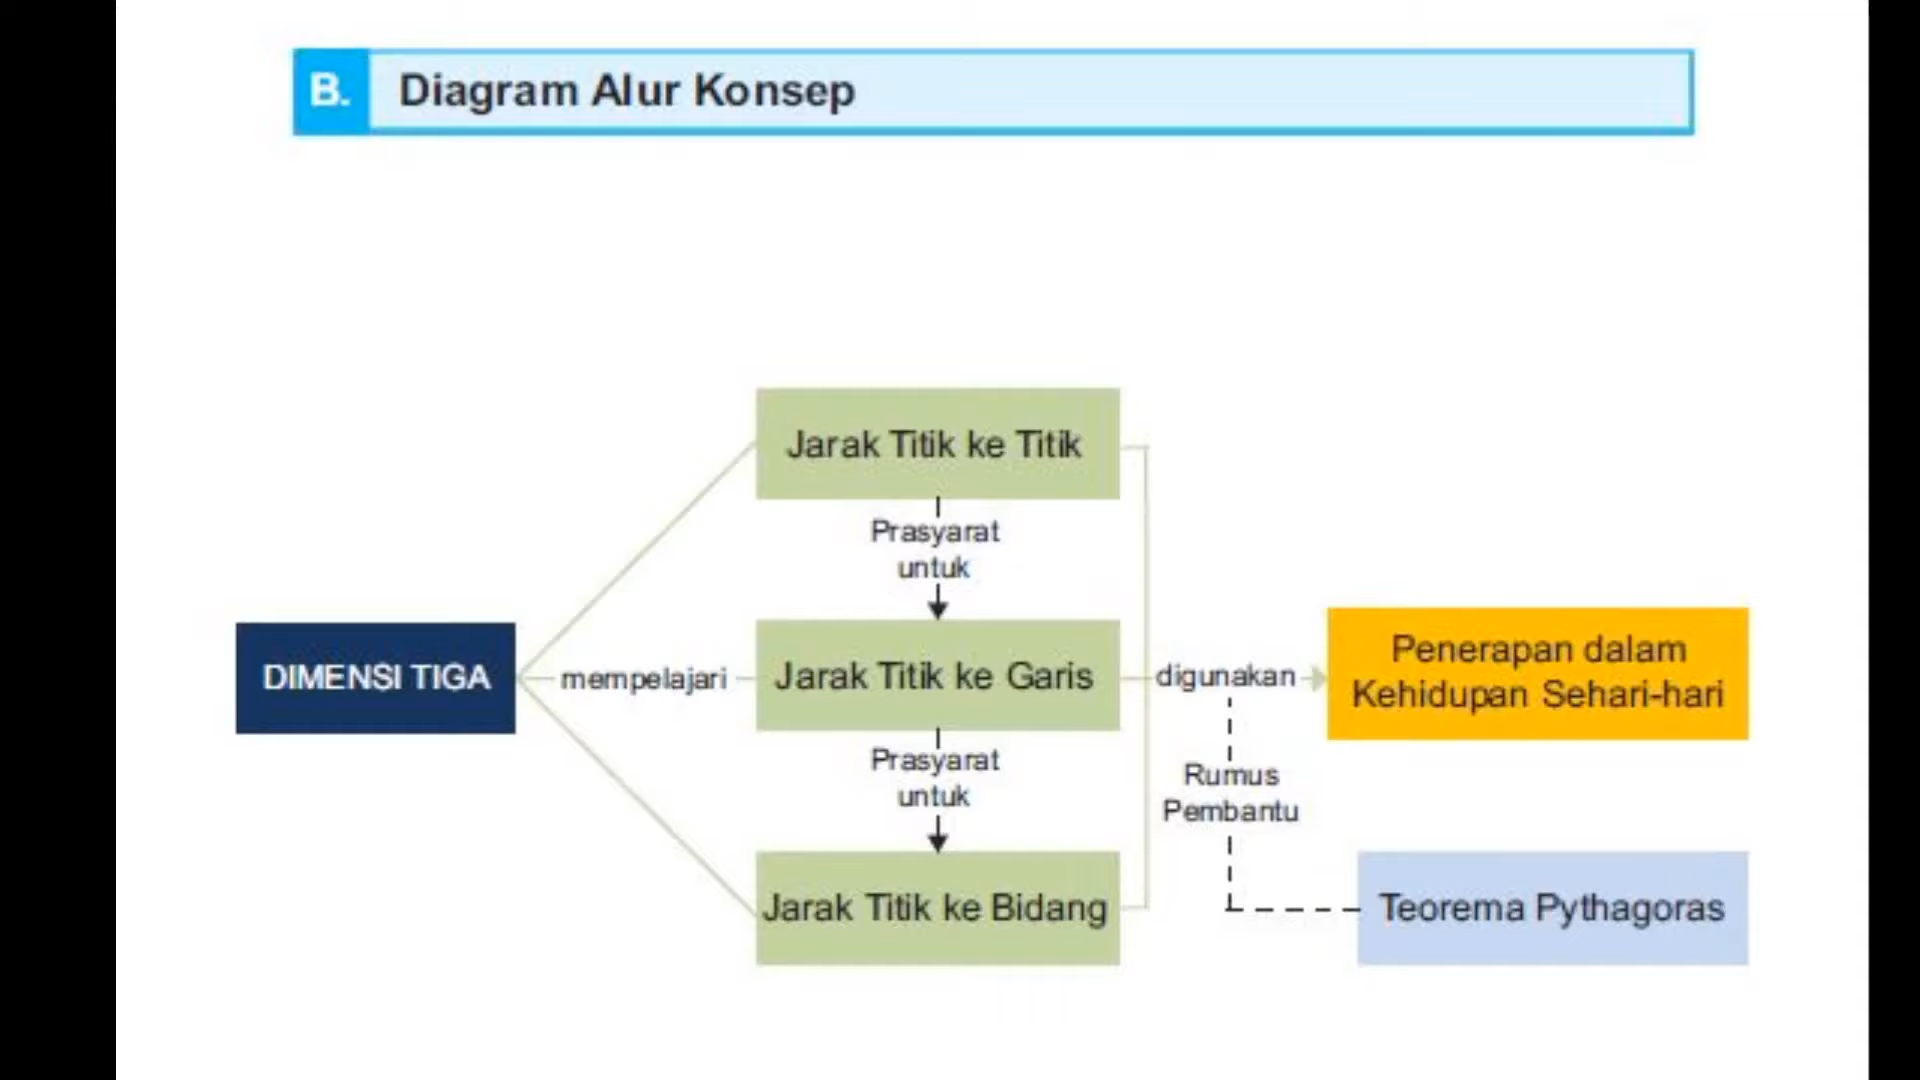 B. Diagram Alur Konsep
Jarak Titik ke Titik
Prasyarat
untuk
DIMENSI TIGA
mempelajari
Jarak Titik ke Garis
digunakan
Penerapan dalam
Kehidupan Sehari-hari
Prasyarat
untuk
Rumus
Pembantu
Jarak Titik ke Bidang
Teorema Pythagoras